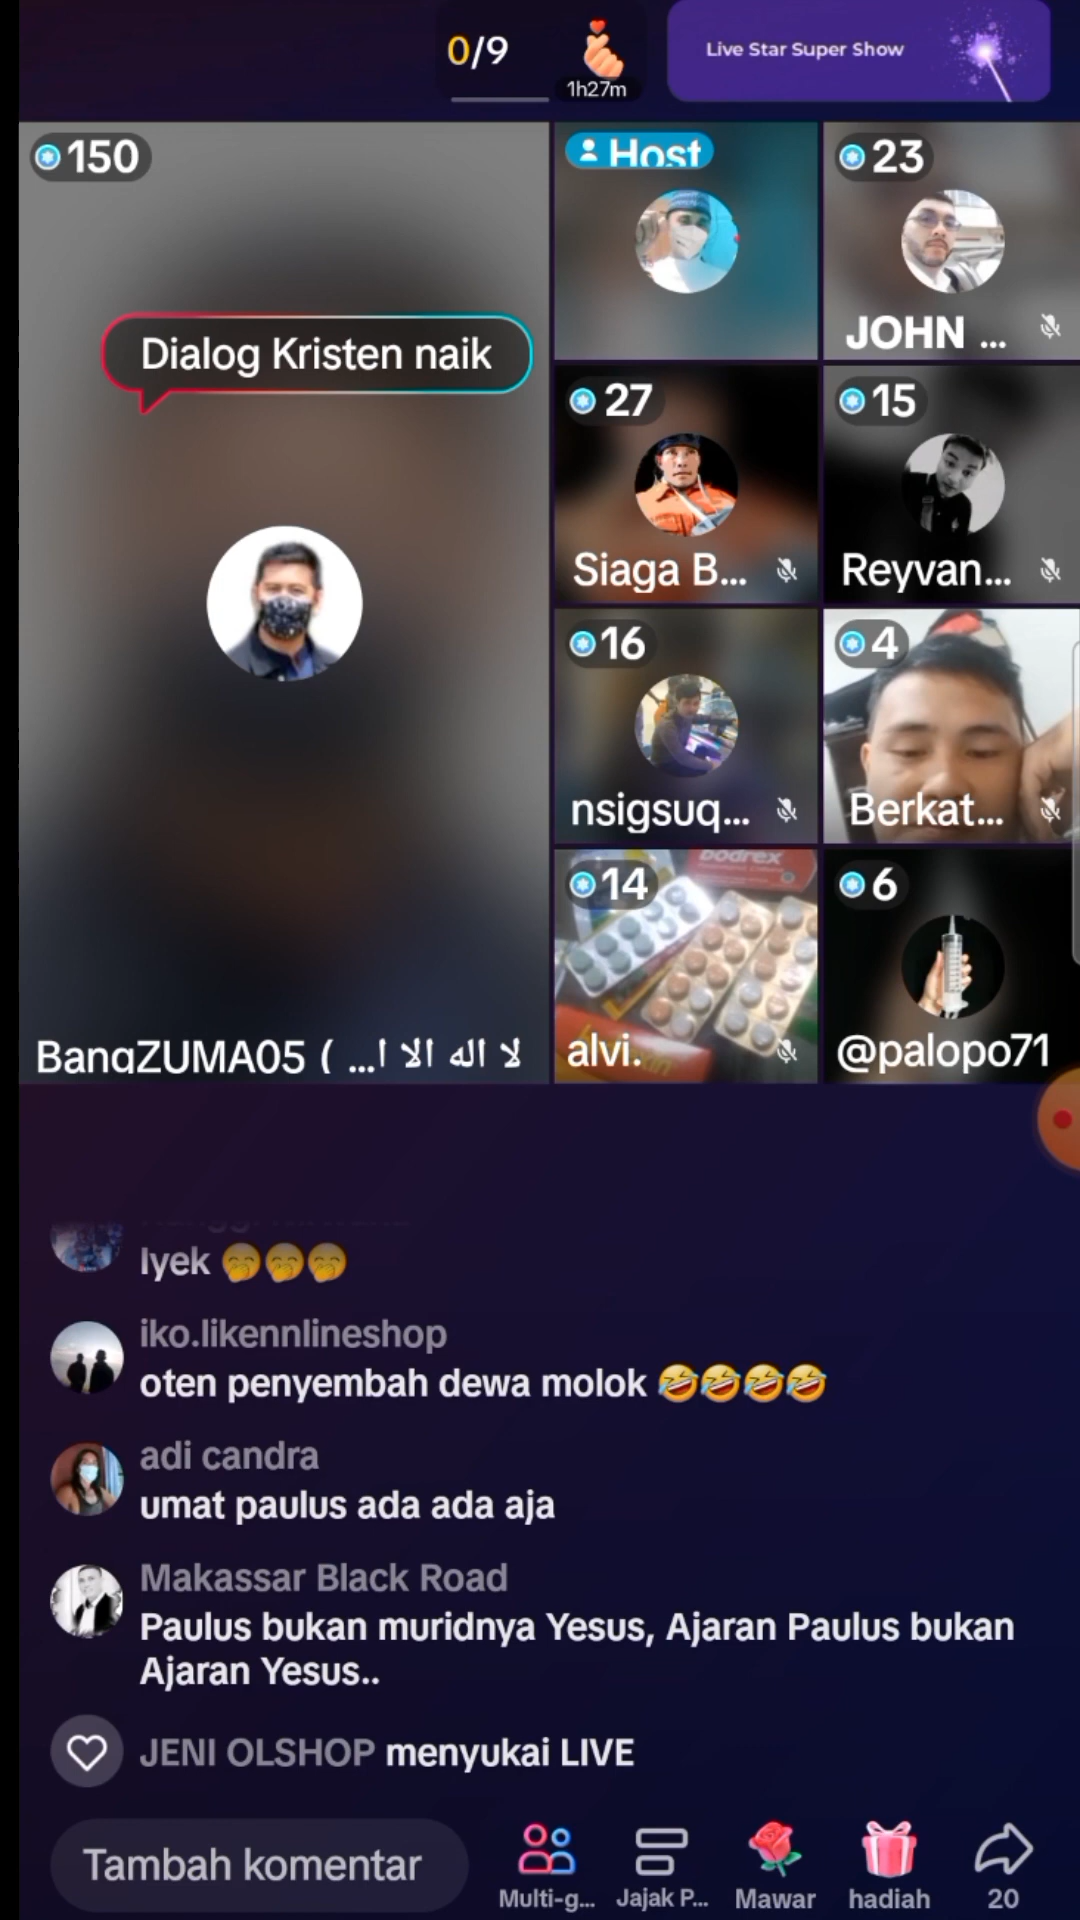 0/9
1h27m
Live Star Super Show
150
Host
23
Dialog Kristen naik
JOHN ...
27
15
Siaga B...
Reyvan...
16
4
nsigsuq...
Berkat...
14
6
bodrex
BangZUMA05 ( ...لا اله الا ا
alvi.
@palopo71
Iyek 🤭🤭🤭
iko.likennlineshop
oten penyembah dewa molok 🤣🤣🤣🤣
adi candra
umat paulus ada ada aja
Makassar Black Road
Paulus bukan muridnya Yesus, Ajaran Paulus bukan
Ajaran Yesus..
JENI OLSHOP menyukai LIVE
Tambah komentar
Multi-g...
Jajak P...
Mawar
hadiah
20